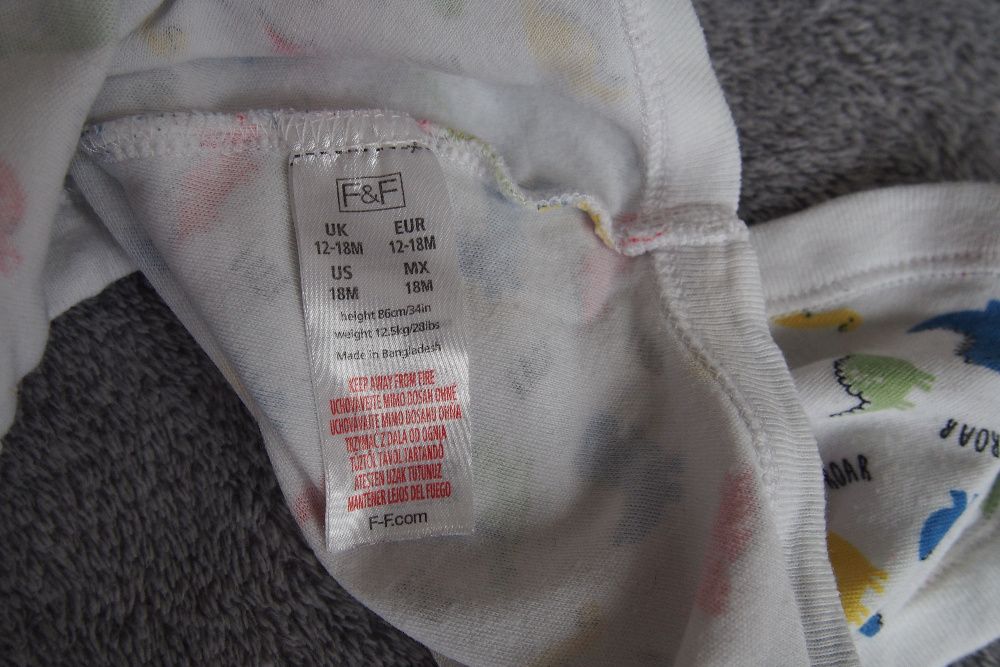 F&F
UK EUR
12-18M 12-18M
US MX
18M 18M
height 86cm/34in
weight 12.5kg/28lbs
Made in Bangladesh
KEEP AWAY FROM FIRE
UCHOVÁVEJTE MIMO DOSAH OHNĚ
UCHOVÁVAJTE MIMO DOSAHU OHŇA
TRZYMAĆ Z DALA OD OGNIA
TŰZTŐL TÁVOL TARTANDÓ
ATEŞTEN UZAK TUTUNUZ
MANTENER LEJOS DEL FUEGO
F-F.com
ROAR
ROAR